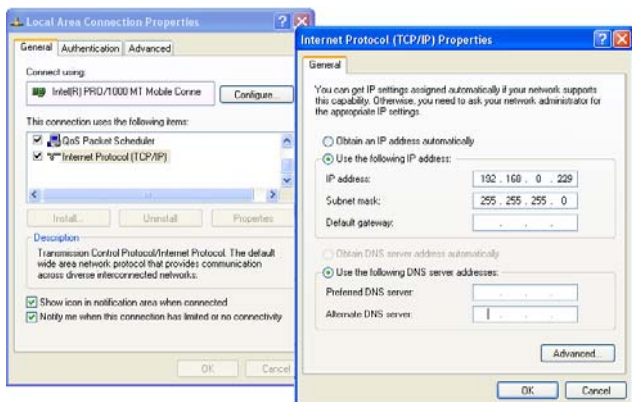 Local Area Connection Properties
General Authentication Advanced
Connect using:
Intel(R) PRO/1000 MT Mobile Conne
Configure...
This connection uses the following items:
QoS Packet Scheduler
Internet Protocol (TCP/IP)
Install...
Uninstall
Properties
Description
Transmission Control Protocol/Internet Protocol. The default
wide area network protocol that provides communication
across diverse interconnected networks.
Show icon in notification area when connected
Notify me when this connection has limited or no connectivity
OK
Cancel
Internet Protocol (TCP/IP) Properties
General
You can get IP settings assigned automatically if your network supports
this capability. Otherwise, you need to ask your network administrator for
the appropriate IP settings.
Obtain an IP address automatically
Use the following IP address:
IP address: 192 . 168 . 0 . 229
Subnet mask: 255 . 255 . 255 . 0
Default gateway: . . .
Obtain DNS server address automatically
Use the following DNS server addresses:
Preferred DNS server: . . .
Alternate DNS server: . . .
Advanced...
OK
Cancel